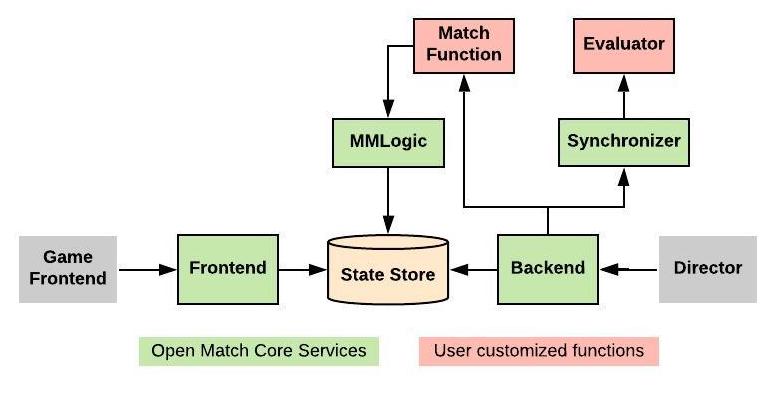 Match
Function
Evaluator
MMLogic
Synchronizer
Game
Frontend
Frontend
State Store
Backend
Director
Open Match Core Services
User customized functions